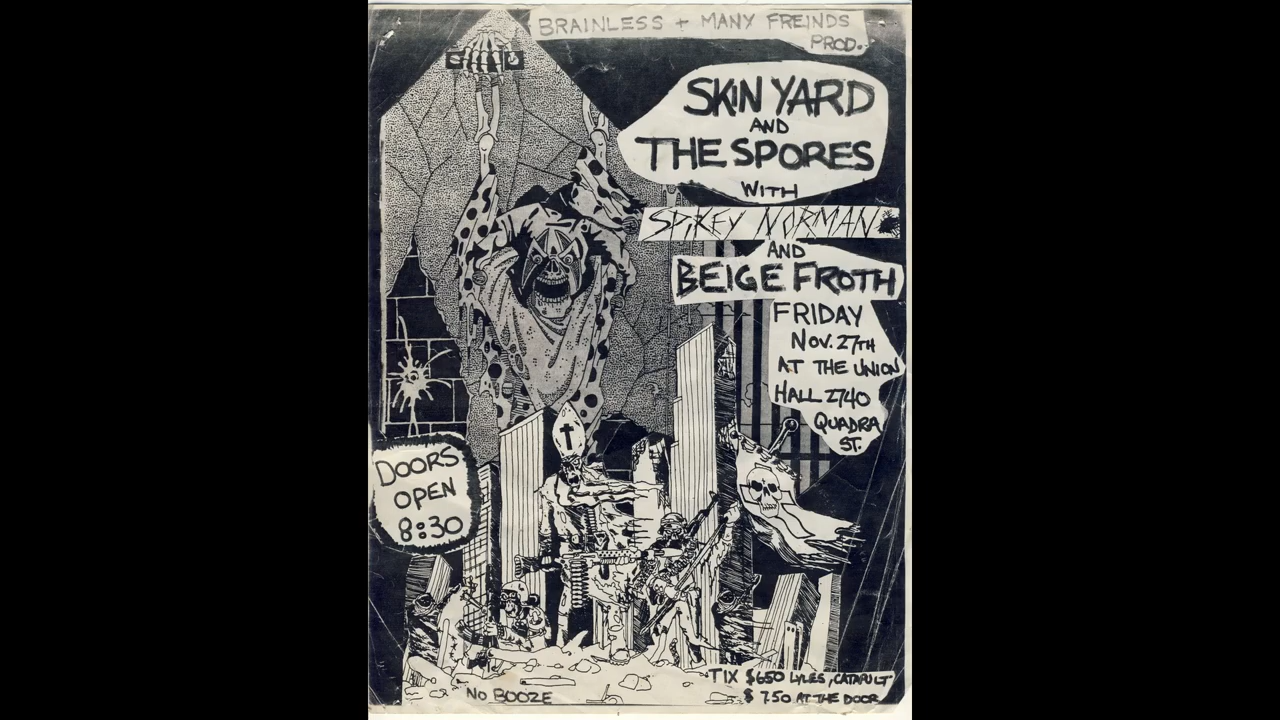 BRAINLESS + MANY FREINDS
PROD.
SKIN YARD
AND
THE SPORES
WITH
SPIKEY NORMAN
AND
BEIGE FROTH
FRIDAY
NOV. 27TH
AT THE UNION
HALL 2740
QUADRA
ST.
DOORS
OPEN
8:30
TIX $650 LYLES, CATAPULT
$ 7.50 AT THE DOOR
NO BOOZE